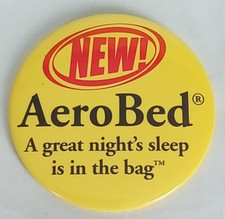 NEW!
AeroBed®
A great night's sleep
is in the bag™